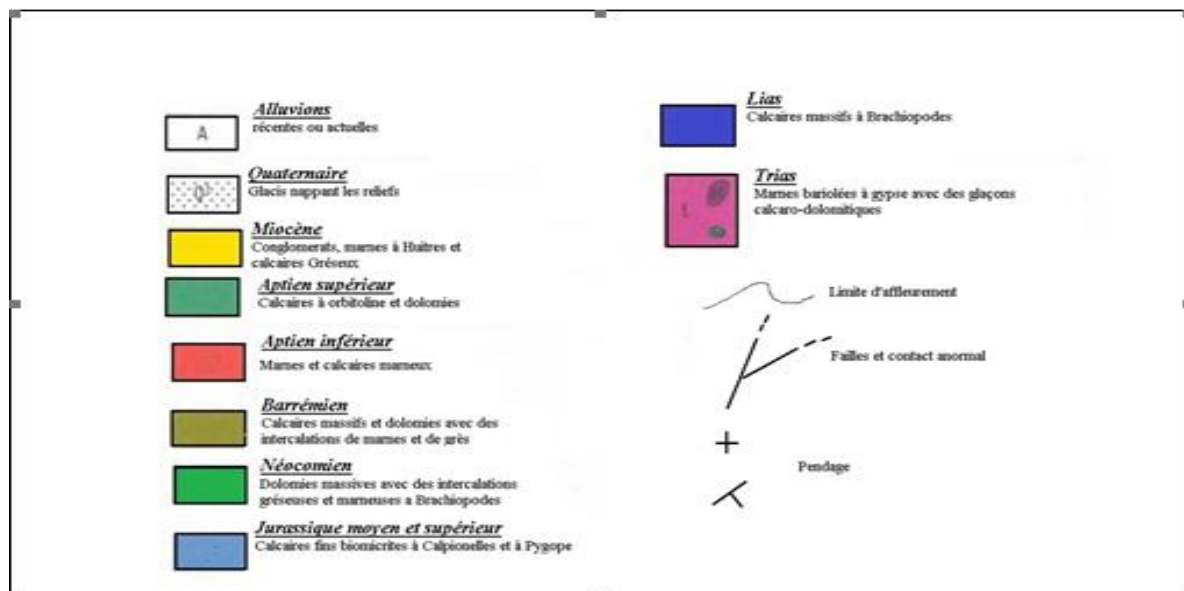 A
Alluvions
récentes ou actuelles
Quaternaire
Glacis nappant les reliefs
Miocène
Conglomerats, marnes à Huîtres et
calcaires Gréseux
Aptien supérieur
Calcaires à orbitoline et dolomies
Aptien inférieur
Marnes et calcaires marneux
Barrémien
Calcaires massifs et dolomies avec des
intercalations de marnes et de grès
Néocomien
Dolomies massives avec des intercalations
gréseuses et marneuses a Brachiopodes
Jurassique moyen et supérieur
Calcaires fins biomicrites à Calpionelles et à Pygope
Lias
Calcaires massifs à Brachiopodes
Trias
Marnes bariolées à gypse avec des glaçons
calcaro-dolomitiques
Limite d'affleurement
Failles et contact anormal
Pendage